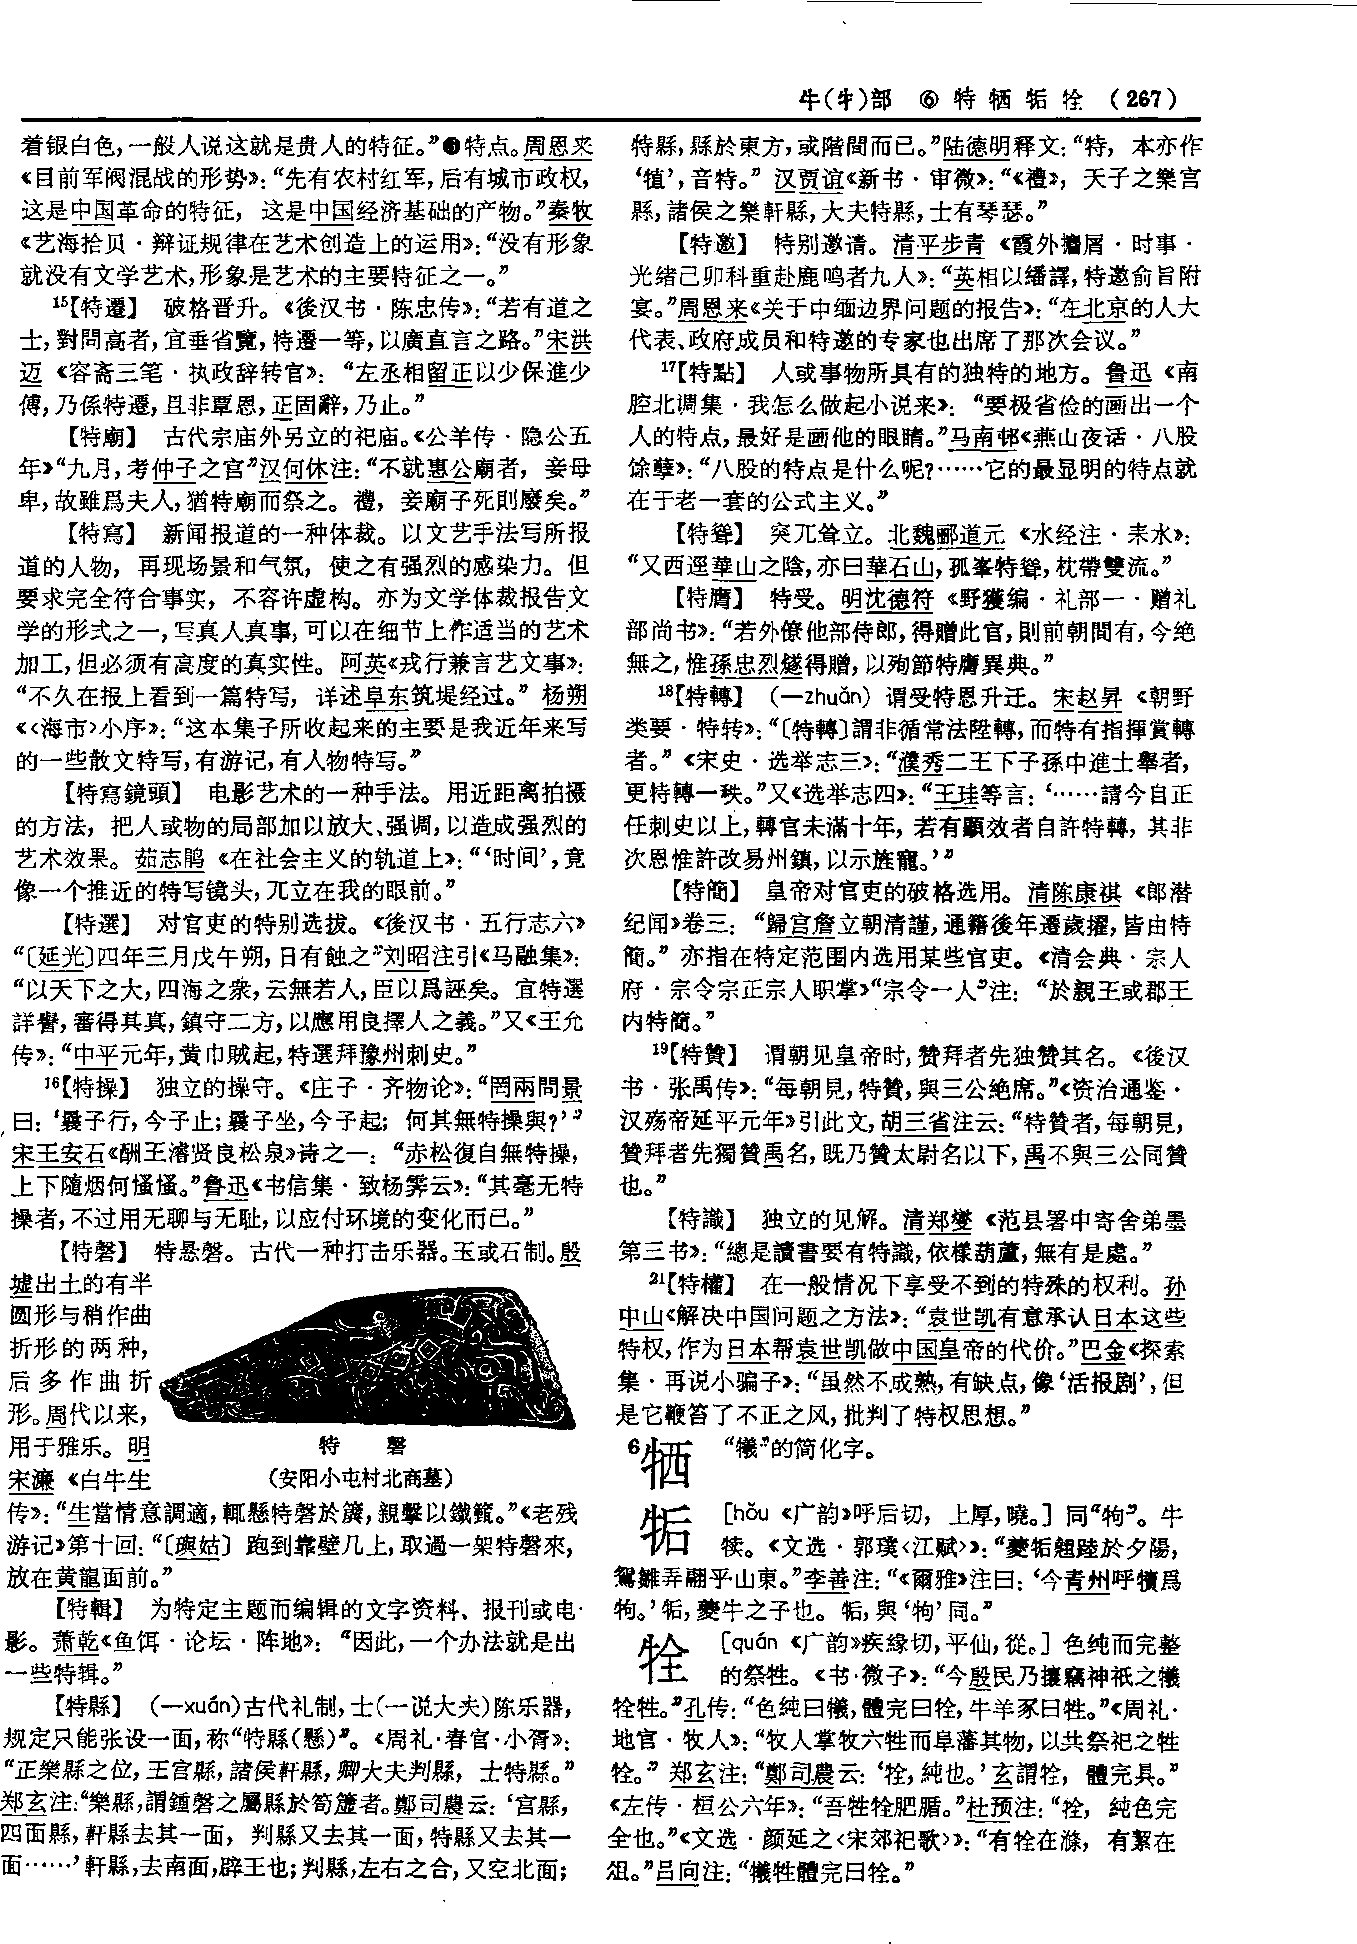 牛(牜)部 ⑥ 特 牺 㸸 牷 (267)
着银白色,一般人说这就是贵人的特征。”❸特点。周恩来
《目前军阀混战的形势》:“先有农村红军,后有城市政权,
这是中国革命的特征, 这是中国经济基础的产物。”秦牧
《艺海拾贝·辩证规律在艺术创造上的运用》:“没有形象
就没有文学艺术,形象是艺术的主要特征之一。”
15【特遷】 破格晋升。《後汉书·陈忠传》:“若有道之
士,對問高者,宜垂省覽,特遷一等,以廣直言之路。”宋洪
迈《容斋三笔·执政辞转官》: “左丞相留正以少保進少
傅,乃係特遷,且非覃恩,正固辭,乃止。”
【特廟】 古代宗庙外另立的祀庙。《公羊传·隐公五
年》“九月,考仲子之宫”汉何休注:“不就惠公廟者, 妾母
卑,故雖爲夫人,猶特廟而祭之。禮, 妾廟子死則廢矣。”
【特寫】 新闻报道的一种体裁。以文艺手法写所报
道的人物, 再现场景和气氛, 使之有强烈的感染力。但
要求完全符合事实, 不容许虚构。亦为文学体裁报告文
学的形式之一,写真人真事,可以在细节上作适当的艺术
加工,但必须有高度的真实性。 阿英《戎行兼言艺文事》:
“不久在报上看到一篇特写, 详述阜东筑堤经过。” 杨朔
《〈海市〉小序》:“这本集子所收起来的主要是我近年来写
的一些散文特写,有游记,有人物特写。”
【特寫鏡頭】 电影艺术的一种手法。用近距离拍摄
的方法, 把人或物的局部加以放大、强调,以造成强烈的
艺术效果。 茹志鹃《在社会主义的轨道上》:“‘时间’,竟
像一个推近的特写镜头,兀立在我的眼前。”
【特選】 对官吏的特别选拔。《後汉书·五行志六》
“〔延光〕四年三月戊午朔,日有蝕之”刘昭注引《马融集》:
“以天下之大,四海之衆,云無若人,臣以爲誣矣。宜特選
詳譽,審得其真,鎮守二方,以應用良擇人之義。”又《王允
传》:“中平元年,黄巾贼起,特選拜豫州刺史。”
16【特操】 独立的操守。《庄子·齐物论》:“罔兩問景
曰: ‘曩子行,今子止;曩子坐,今子起; 何其無特操與?’”
宋王安石《酬王濬贤良松泉》诗之一: “赤松復自無特操,
上下随烟何慅慅。”鲁迅《书信集·致杨霁云》:“其毫无特
操者,不过用无聊与无耻,以应付环境的变化而已。”
【特磬】 特悬磬。古代一种打击乐器。玉或石制。殷
墟出土的有半
圆形与稍作曲
折形的两种,
后多作曲折
形。周代以来,
用于雅乐。明
宋濂《白牛生
特 磬
(安阳小屯村北商墓)
传》:“生當情意調適,輒懸特磬於簴,親擊以鐵籈。”《老残
游记》第十回:“〔璵姑〕 跑到靠壁几上,取過一架特磬來,
放在黄龍面前。”
【特輯】 为特定主题而编辑的文字资料、报刊或电
影。萧乾《鱼饵·论坛·阵地》: “因此,一个办法就是出
一些特辑。”
【特縣】 (—xuán)古代礼制,士(一说大夫)陈乐器,
规定只能张设一面,称“特縣(懸)”。《周礼·春官·小胥》:
“正樂縣之位,王宫縣,諸侯軒縣,卿大夫判縣, 士特縣。”
郑玄注:“樂縣,謂鍾磬之屬縣於筍簴者。鄭司農云:‘宫縣,
四面縣,軒縣去其一面, 判縣又去其一面,特縣又去其一
面……’軒縣,去南面,辟王也;判縣,左右之合,又空北面;
特縣,縣於東方,或階間而已。”陆德明释文:“特, 本亦作
‘犆’,音特。” 汉贾谊《新书·审微》:“《禮》, 天子之樂宫
縣,諸侯之樂軒縣,大夫特縣,士有琴瑟。”
【特邀】 特别邀请。清平步青《霞外攟屑·时事·
光绪己卯科重赴鹿鸣者九人》:“英相以繙譯,特邀俞旨附
宴。”周恩来《关于中缅边界问题的报告》:“在北京的人大
代表、政府成员和特邀的专家也出席了那次会议。”
17【特點】 人或事物所具有的独特的地方。鲁迅《南
腔北调集·我怎么做起小说来》: “要极省俭的画出一个
人的特点,最好是画他的眼睛。”马南邨《燕山夜话·八股
馀孽》:“八股的特点是什么呢?……它的最显明的特点就
在于老一套的公式主义。”
【特聳】 突兀耸立。北魏郦道元《水经注·耒水》:
“又西逕華山之陰,亦曰華石山,孤峯特聳,枕帶雙流。”
【特膺】 特受。明沈德符《野獲编·礼部一·赠礼
部尚书》:“若外僚他部侍郎,得贈此官,則前朝間有,今绝
無之,惟孫忠烈燧得贈,以殉節特膺異典。”
18【特轉】 (—zhuǎn) 谓受特恩升迁。宋赵昇《朝野
类要·特转》:“〔特轉〕謂非循常法陞轉,而特有指揮賞轉
者。”《宋史·选举志三》:“濮秀二王下子孫中進士舉者,
更特轉一秩。”又《选举志四》:“王珪等言:‘……請今自正
任刺史以上,轉官未滿十年, 若有顯效者自許特轉, 其非
次恩惟許改易州鎮,以示旌寵。’”
【特簡】 皇帝对官吏的破格选用。清陈康祺《郎潜
纪闻》卷三: “歸宫詹立朝清謹,通籍後年遷歲擢,皆由特
簡。” 亦指在特定范围内选用某些官吏。《清会典·宗人
府·宗令宗正宗人职掌》“宗令一人”注: “於親王或郡王
内特簡。”
19【特贊】 谓朝见皇帝时,赞拜者先独赞其名。《後汉
书·张禹传》:“每朝見,特贊,與三公絶席。”《资治通鉴·
汉殇帝延平元年》引此文,胡三省注云:“特贊者,每朝見,
贊拜者先獨贊禹名,既乃贊太尉名以下,禹不與三公同贊
也。”
【特識】 独立的见解。清郑燮《范县署中寄舍弟墨
第三书》:“總是讀書要有特識,依樣葫蘆,無有是處。”
21【特權】 在一般情况下享受不到的特殊的权利。孙
中山《解决中国问题之方法》:“袁世凯有意承认日本这些
特权,作为日本帮袁世凯做中国皇帝的代价。”巴金《探索
集·再说小骗子》:“虽然不成熟,有缺点,像‘活报剧’,但
是它鞭笞了不正之风,批判了特权思想。”
6牺 “犧”的简化字。
㸸 [hǒu《广韵》呼后切, 上厚,曉。] 同“㸸”。牛
犊。《文选·郭璞〈江赋〉》:“夔㸸翹踛於夕陽,
鴛雛弄翮乎山東。”李善注:“《爾雅》注曰:‘今青州呼犢爲
㸸。’㸸,夔牛之子也。㸸,與‘㸸’同。”
牷 [quán《广韵》疾緣切,平仙,從。] 色纯而完整
的祭牲。《书·微子》:“今殷民乃攘竊神祇之犧
牷牲。”孔传:“色純曰犧,體完曰牷,牛羊豕曰牲。”《周礼·
地官·牧人》:“牧人掌牧六牲而阜蕃其物,以共祭祀之牲
牷。” 郑玄注:“鄭司農云:‘牷,純也。’玄謂牷, 體完具。”
《左传·桓公六年》:“吾牲牷肥腯。”杜预注:“牷, 純色完
全也。”《文选·颜延之〈宋郊祀歌〉》:“有牷在滌, 有絜在
俎。”吕向注:“犧牲體完曰牷。”